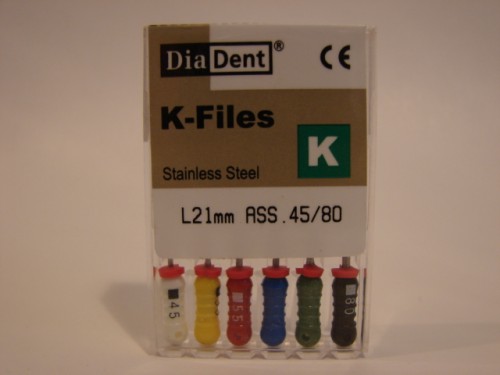 DiaDent® CE
K-Files
K
Stainless Steel
L21mm ASS.45/80
45 55 80